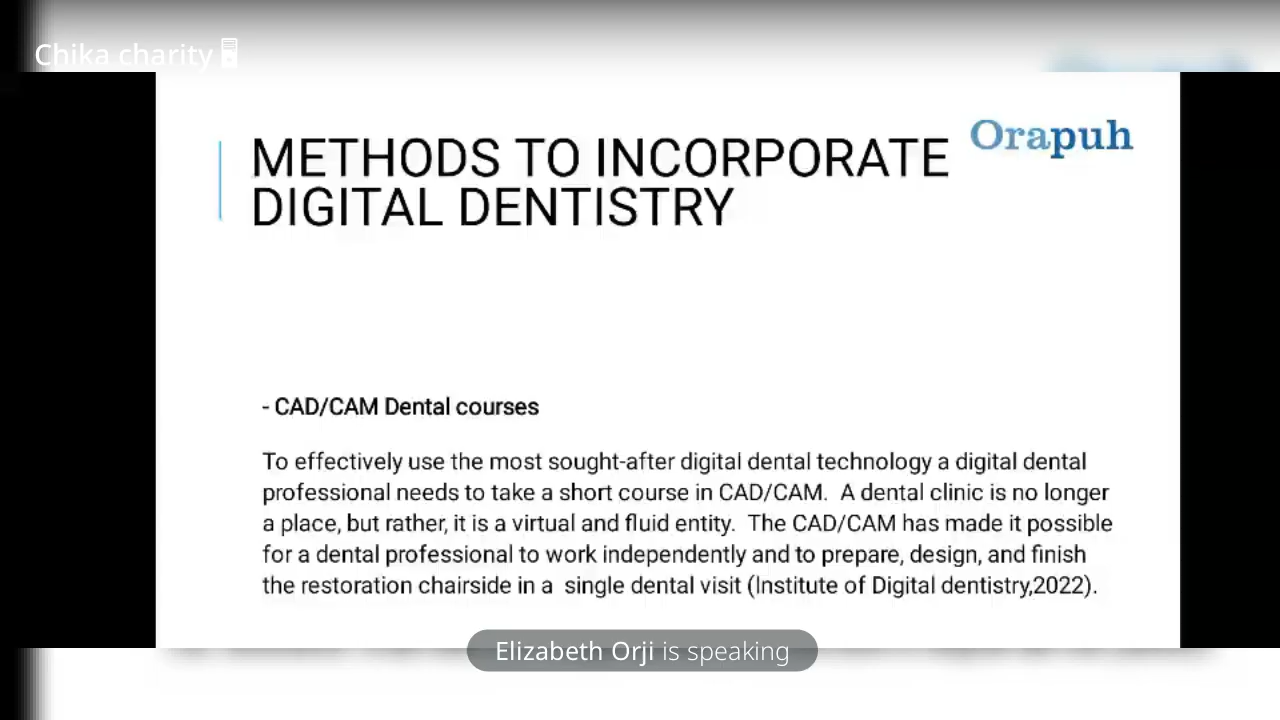 Chika charity
Orapuh
METHODS TO INCORPORATE
DIGITAL DENTISTRY
- CAD/CAM Dental courses
To effectively use the most sought-after digital dental technology a digital dental
professional needs to take a short course in CAD/CAM.  A dental clinic is no longer
a place, but rather, it is a virtual and fluid entity.  The CAD/CAM has made it possible
for a dental professional to work independently and to prepare, design, and finish
the restoration chairside in a  single dental visit (Institute of Digital dentistry,2022).
Elizabeth Orji is speaking